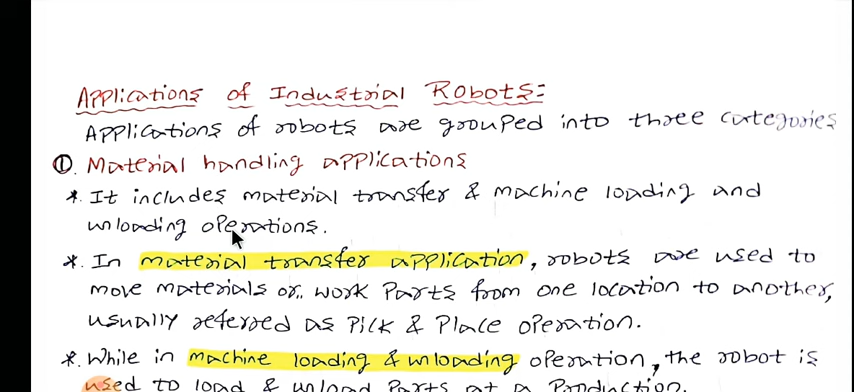 Applications of Industrial Robots:-
Applications of robots are grouped into three categories
① Material handling applications
* It includes material transfer & machine loading and
unloading operations.
* In material transfer application, robots are used to
move materials or work parts from one location to another,
usually referred as Pick & Place operation.
* While in machine loading & unloading operation, the robot is
used to load & unload Parts at a Production.